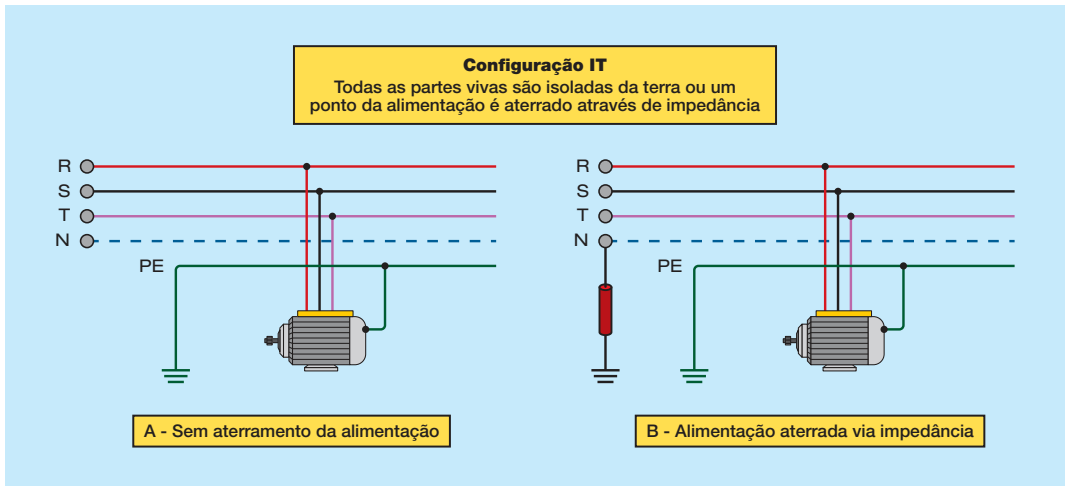 Configuração IT
Todas as partes vivas são isoladas da terra ou um
ponto da alimentação é aterrado através de impedância
R
S
T
N
PE
A - Sem aterramento da alimentação
R
S
T
N
PE
B - Alimentação aterrada via impedância